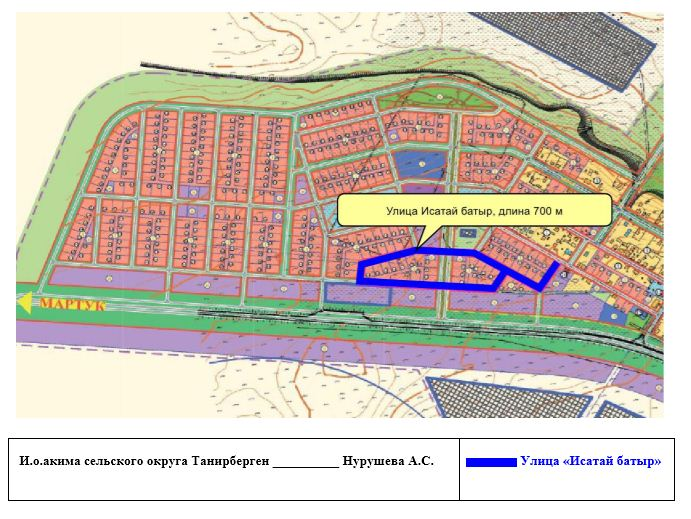 Улица Исатай батыр, длина 700 м
МАРТУК
И.о.акима сельского округа Танирберген __________ Нурушева А.С.
Улица «Исатай батыр»